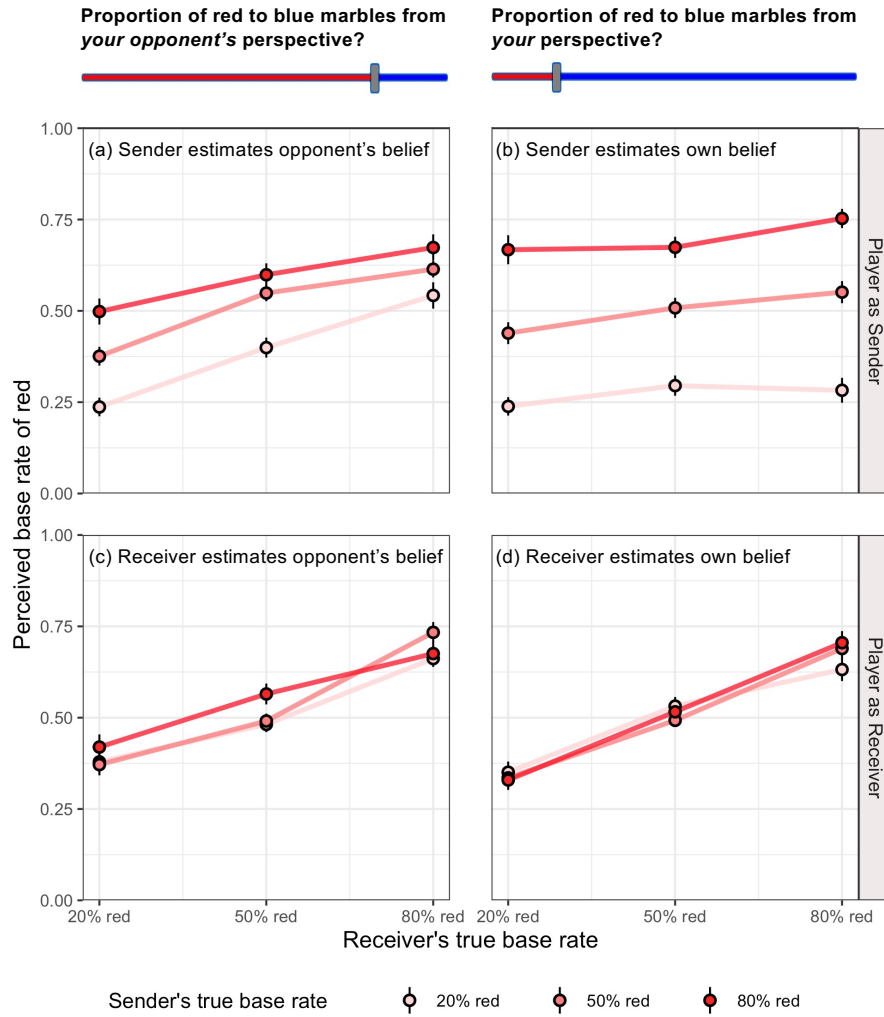 Proportion of red to blue marbles from
your opponent's perspective?
Proportion of red to blue marbles from
your perspective?
Perceived base rate of red
1.00
0.75
0.50
0.25
0.00
(a) Sender estimates opponent's belief
(b) Sender estimates own belief
Player as Sender
1.00
0.75
0.50
0.25
0.00
(c) Receiver estimates opponent's belief
(d) Receiver estimates own belief
Player as Receiver
20% red
50% red
80% red
20% red
50% red
80% red
Receiver's true base rate
Sender's true base rate
20% red
50% red
80% red